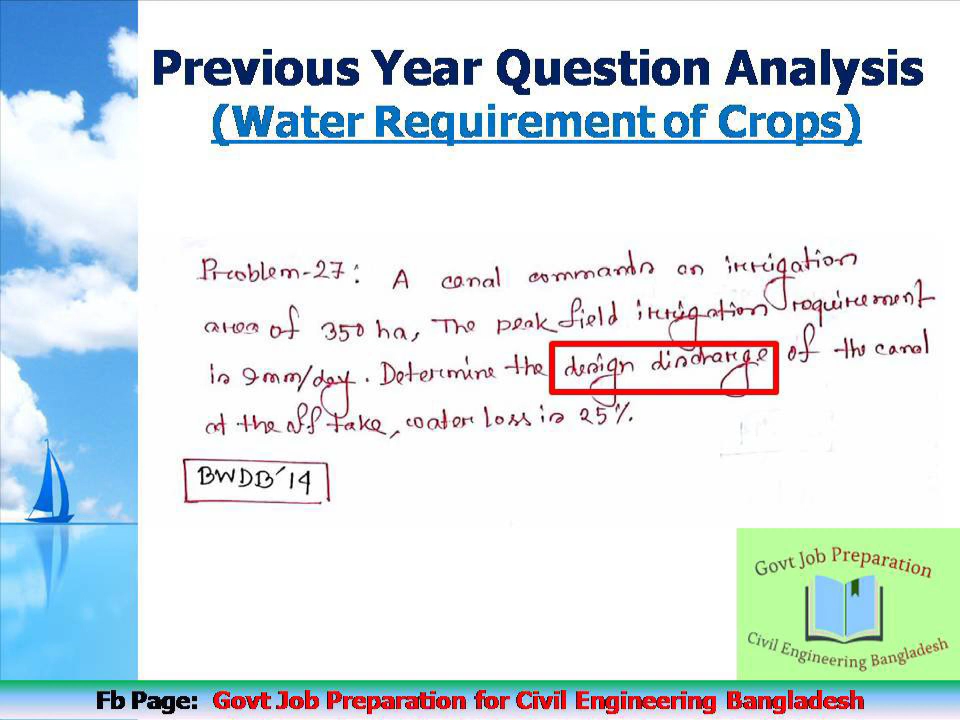 Previous Year Question Analysis
(Water Requirement of Crops)
Problem-27: A canal commands an irrigation
area of 350 ha, The peak field irrigation requirement
is 9mm/day. Determine the design discharge of the canal
at the off take, water loss is 25%.
BWDB'14
Govt Job Preparation
Civil Engineering Bangladesh
Fb Page: Govt Job Preparation for Civil Engineering Bangladesh